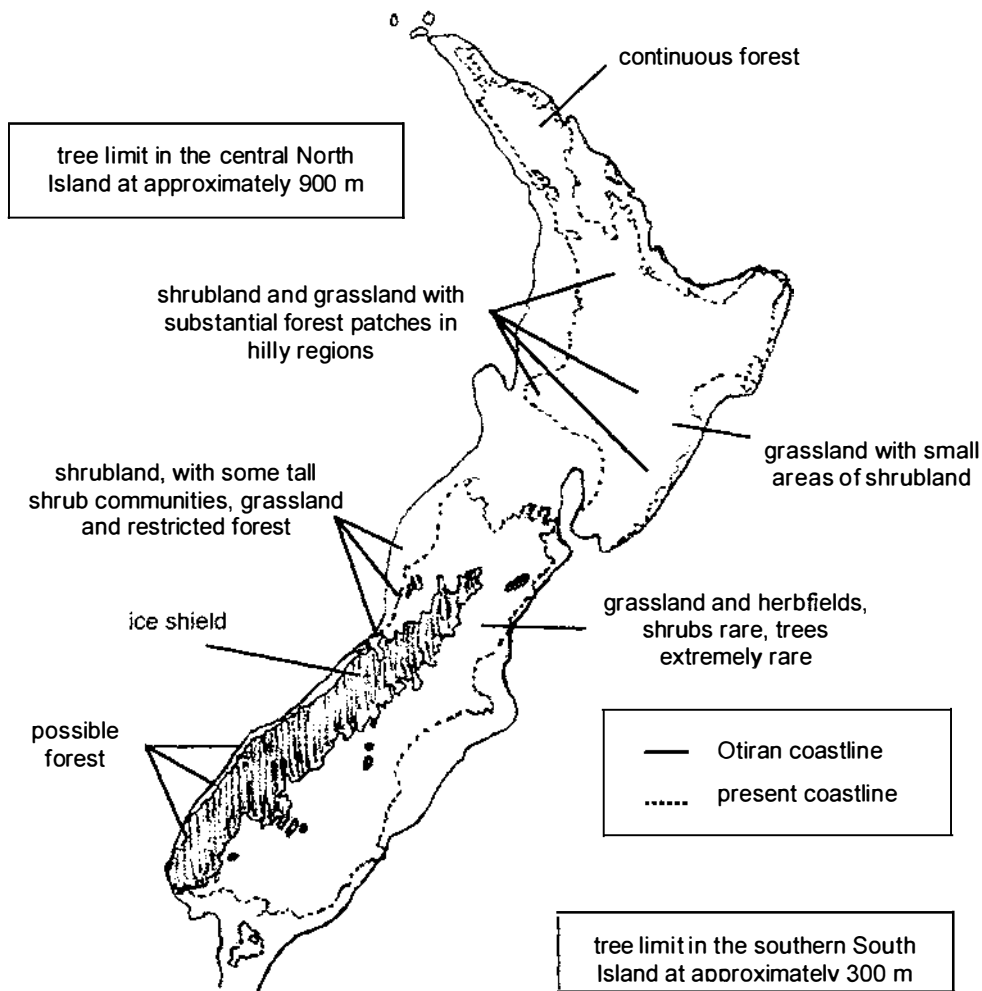 continuous forest
tree limit in the central North
Island at approximately 900 m
shrubland and grassland with
substantial forest patches in
hilly regions
grassland with small
areas of shrubland
shrubland, with some tall
shrub communities, grassland
and restricted forest
ice shield
grassland and herbfields,
shrubs rare, trees
extremely rare
possible
forest
Otiran coastline
present coastline
tree limit in the southern South
Island at approximately 300 m